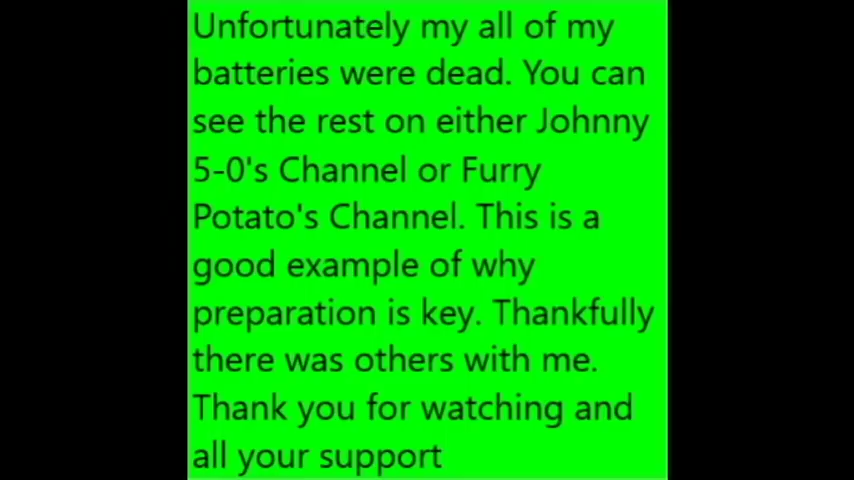 Unfortunately my all of my
batteries were dead. You can
see the rest on either Johnny
5-0's Channel or Furry
Potato's Channel. This is a
good example of why
preparation is key. Thankfully
there was others with me.
Thank you for watching and
all your support